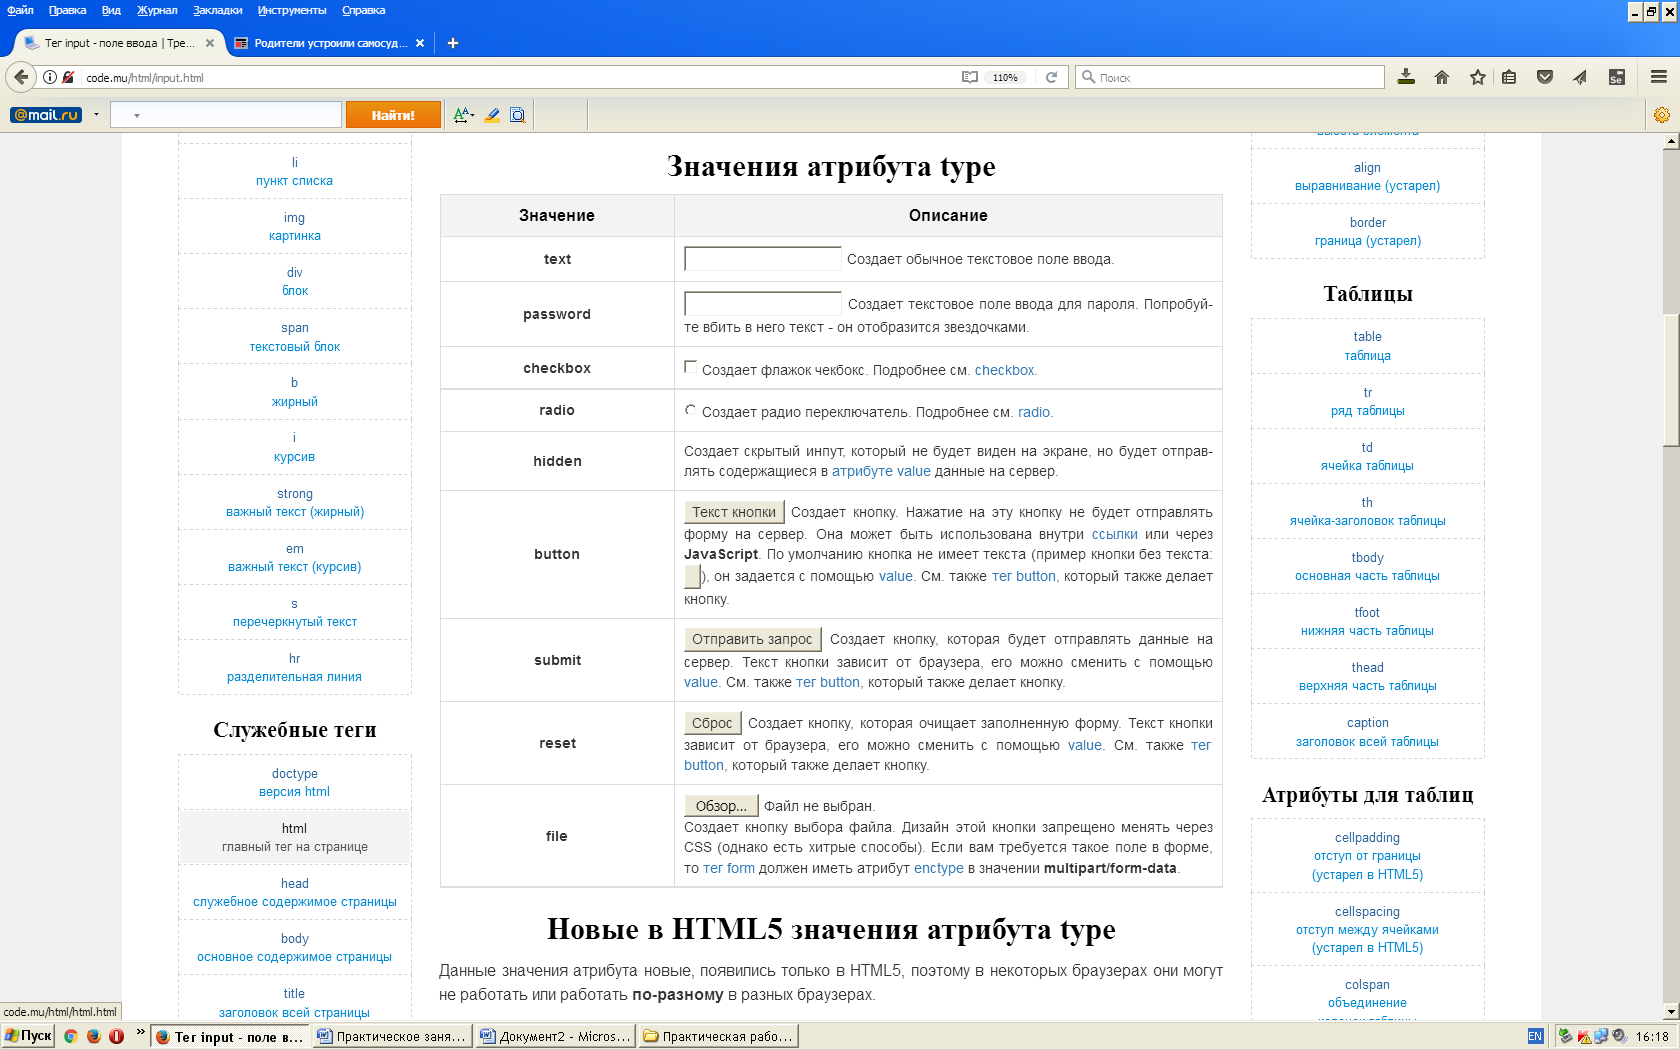 Файл Правка Вид Журнал Закладки Инструменты Справка
Тег input - поле ввода | Тре...
Родители устроили самосуд...
code.mu/html/input.html
110%
Поиск
@mail.ru
Найти!
li
пункт списка
img
картинка
div
блок
span
текстовый блок
b
жирный
i
курсив
strong
важный текст (жирный)
em
важный текст (курсив)
s
перечеркнутый текст
hr
разделительная линия
Служебные теги
doctype
версия html
html
главный тег на странице
head
служебное содержимое страницы
body
основное содержимое страницы
title
заголовок всей страницы
Значения атрибута type
Значение Описание
text
Создает обычное текстовое поле ввода.
password
Создает текстовое поле ввода для пароля. Попробуй-
те вбить в него текст - он отобразится звездочками.
checkbox
Создает флажок чекбокс. Подробнее см. checkbox.
radio
Создает радио переключатель. Подробнее см. radio.
hidden
Создает скрытый инпут, который не будет виден на экране, но будет отправ-
лять содержащиеся в атрибуте value данные на сервер.
button
Текст кнопки Создает кнопку. Нажатие на эту кнопку не будет отправлять
форму на сервер. Она может быть использована внутри ссылки или через
JavaScript. По умолчанию кнопка не имеет текста (пример кнопки без текста:
), он задается с помощью value. См. также тег button, который также делает
кнопку.
submit
Отправить запрос Создает кнопку, которая будет отправлять данные на
сервер. Текст кнопки зависит от браузера, его можно сменить с помощью
value. См. также тег button, который также делает кнопку.
reset
Сброс Создает кнопку, которая очищает заполненную форму. Текст кнопки
зависит от браузера, его можно сменить с помощью value. См. также тег
button, который также делает кнопку.
file
Обзор... Файл не выбран.
Создает кнопку выбора файла. Дизайн этой кнопки запрещено менять через
CSS (однако есть хитрые способы). Если вам требуется такое поле в форме,
то тег form должен иметь атрибут enctype в значении multipart/form-data.
Новые в HTML5 значения атрибута type
Данные значения атрибута новые, появились только в HTML5, поэтому в некоторых браузерах они могут
не работать или работать по-разному в разных браузерах.
высота элемента
align
выравнивание (устарел)
border
граница (устарел)
Таблицы
table
таблица
tr
ряд таблицы
td
ячейка таблицы
th
ячейка-заголовок таблицы
tbody
основная часть таблицы
tfoot
нижняя часть таблицы
thead
верхняя часть таблицы
caption
заголовок всей таблицы
Атрибуты для таблиц
cellpadding
отступ от границы
(устарел в HTML5)
cellspacing
отступ между ячейками
(устарел в HTML5)
colspan
объединение
code.mu/html/html.html
Пуск
Тег input - поле в...
Практическое заня...
Документ2 - Micros...
Практическая рабо...
EN
16:18